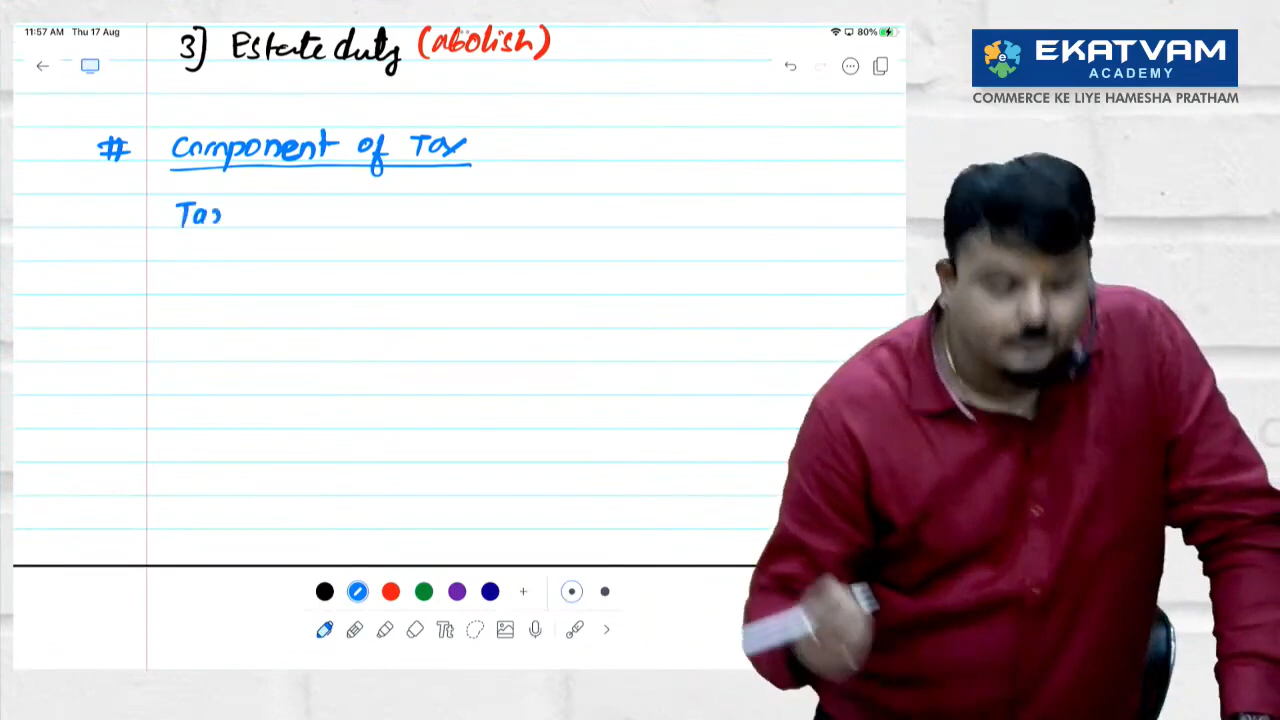 11:57 AM Thu 17 Aug
80%
3] Estate duty (abolish)
EKATVAM
ACADEMY
COMMERCE KE LIYE HAMESHA PRATHAM
# Component of Tax
Tax
Tt